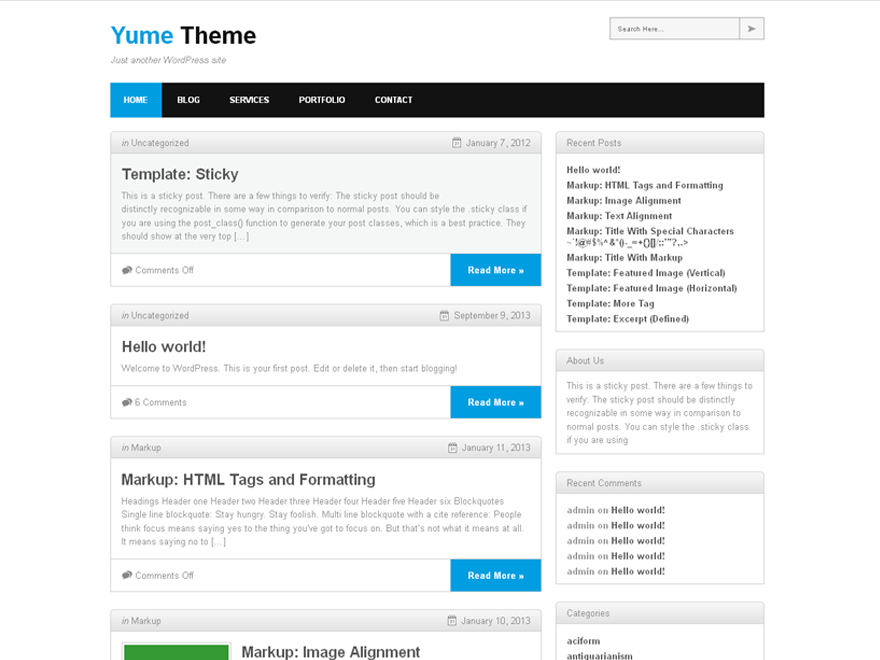 Yume Theme
Just another WordPress site
Search Here...
HOME BLOG SERVICES PORTFOLIO CONTACT
in Uncategorized January 7, 2012
Template: Sticky
This is a sticky post. There are a few things to verify: The sticky post should be
distinctly recognizable in some way in comparison to normal posts. You can style the .sticky class if
you are using the post_class() function to generate your post classes, which is a best practice. They
should show at the very top [...]
Comments Off Read More »
in Uncategorized September 9, 2013
Hello world!
Welcome to WordPress. This is your first post. Edit or delete it, then start blogging!
6 Comments Read More »
in Markup January 11, 2013
Markup: HTML Tags and Formatting
Headings Header one Header two Header three Header four Header five Header six Blockquotes
Single line blockquote: Stay hungry. Stay foolish. Multi line blockquote with a cite reference: People
think focus means saying yes to the thing you've got to focus on. But that's not what it means at all.
It means saying no to [...]
Comments Off Read More »
in Markup January 10, 2013
Markup: Image Alignment
Recent Posts
Hello world!
Markup: HTML Tags and Formatting
Markup: Image Alignment
Markup: Text Alignment
Markup: Title With Special Characters
Markup: Title With Markup
Template: Featured Image (Vertical)
Template: Featured Image (Horizontal)
Template: More Tag
Template: Excerpt (Defined)
About Us
This is a sticky post. There are a few things to
verify: The sticky post should be distinctly
recognizable in some way in comparison to
normal posts. You can style the .sticky class
if you are using
Recent Comments
admin on Hello world!
admin on Hello world!
admin on Hello world!
admin on Hello world!
admin on Hello world!
Categories
aciform
antiquarianism